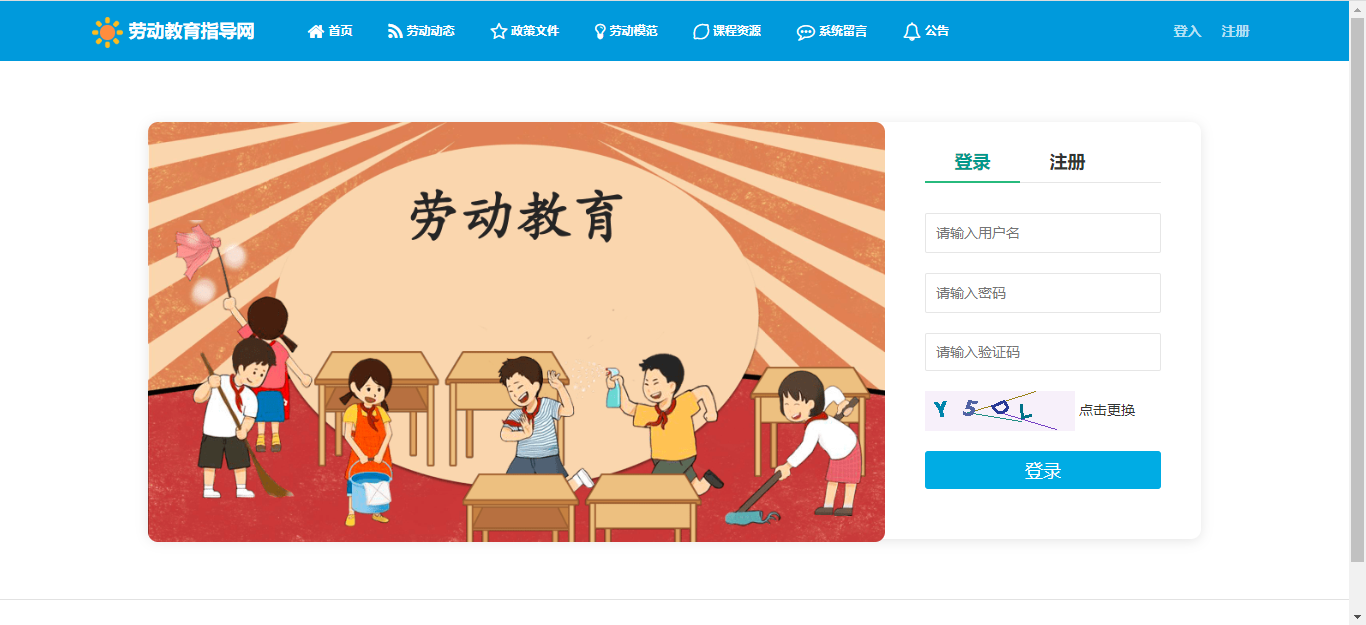 劳动教育指导网 首页 劳动动态 政策文件 劳动模范 课程资源 系统留言 公告 登入 注册
劳动教育
登录 注册
请输入用户名
请输入密码
请输入验证码
Y5DL 点击更换
登录